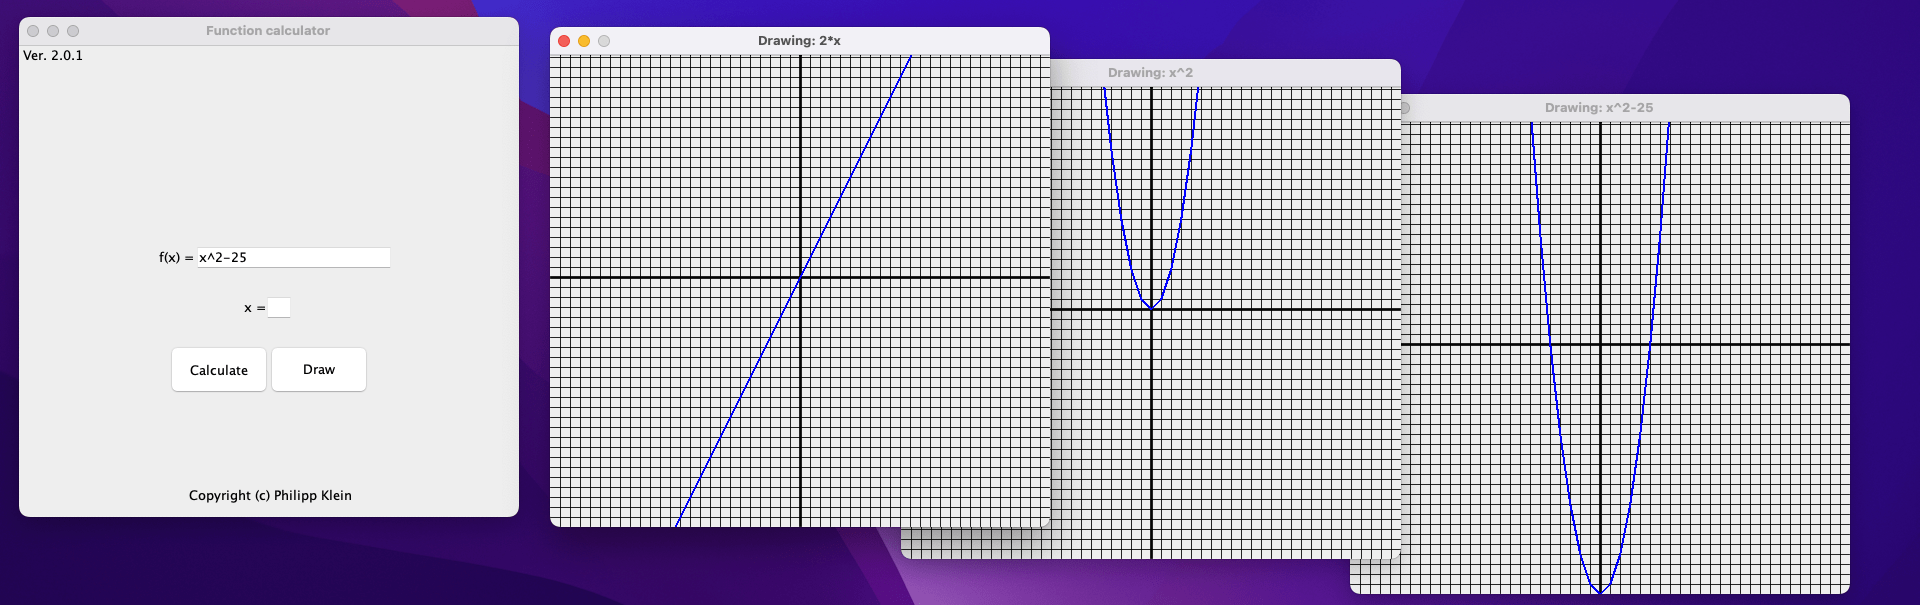 Function calculator
Ver. 2.0.1
f(x) = x^2-25
x =
Calculate
Draw
Copyright (c) Philipp Klein
Drawing: 2*x
Drawing: x^2
Drawing: x^2-25